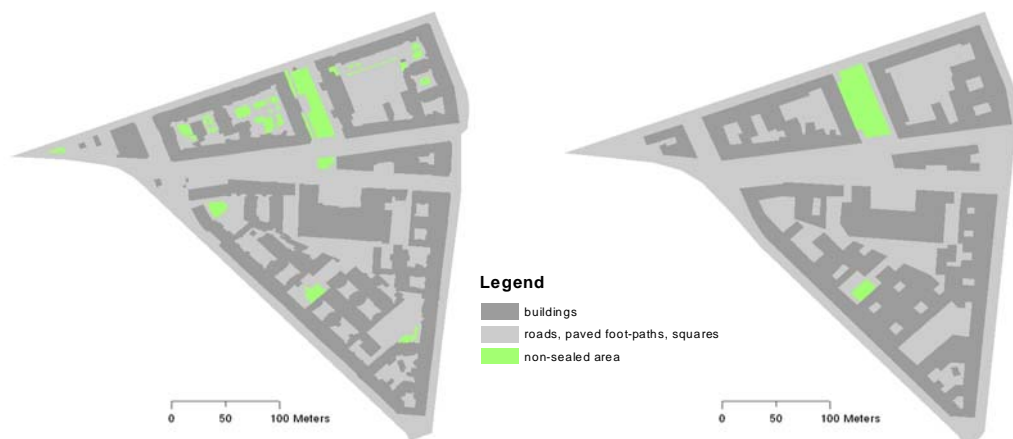 Legend
buildings
roads, paved foot-paths, squares
non-sealed area
0 50 100 Meters
0 50 100 Meters